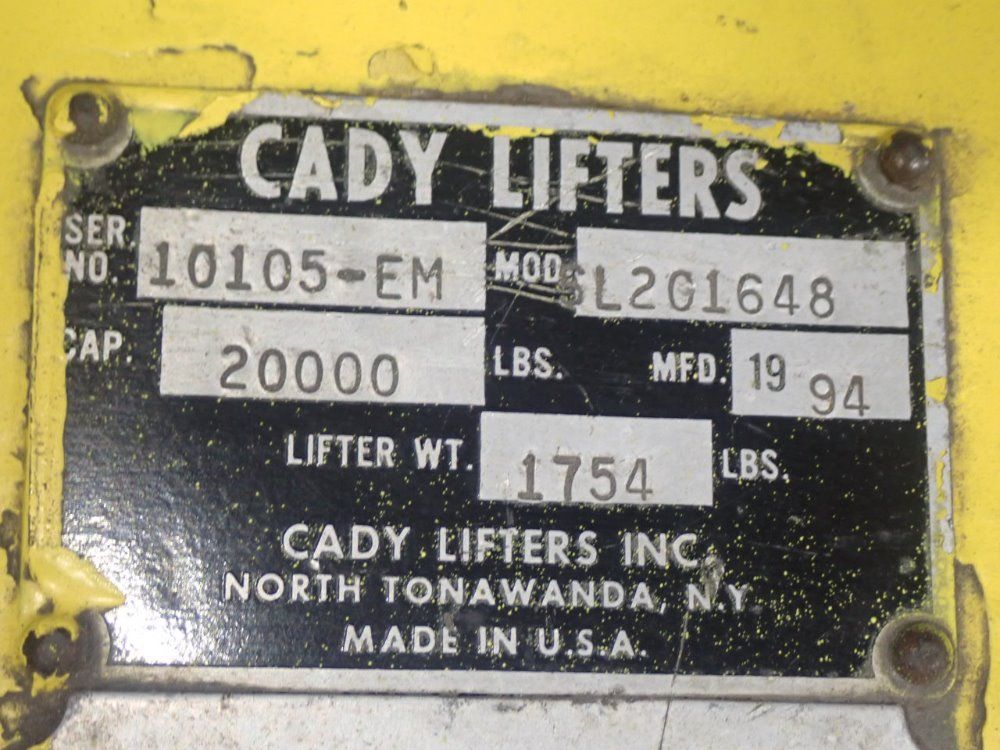 CADY LIFTERS
SER. NO. 10105-EM MOD. SL2G1648
CAP. 20000 LBS. MFD. 19 94
LIFTER WT. 1754 LBS.
CADY LIFTERS INC.
NORTH TONAWANDA, N.Y.
MADE IN U.S.A.